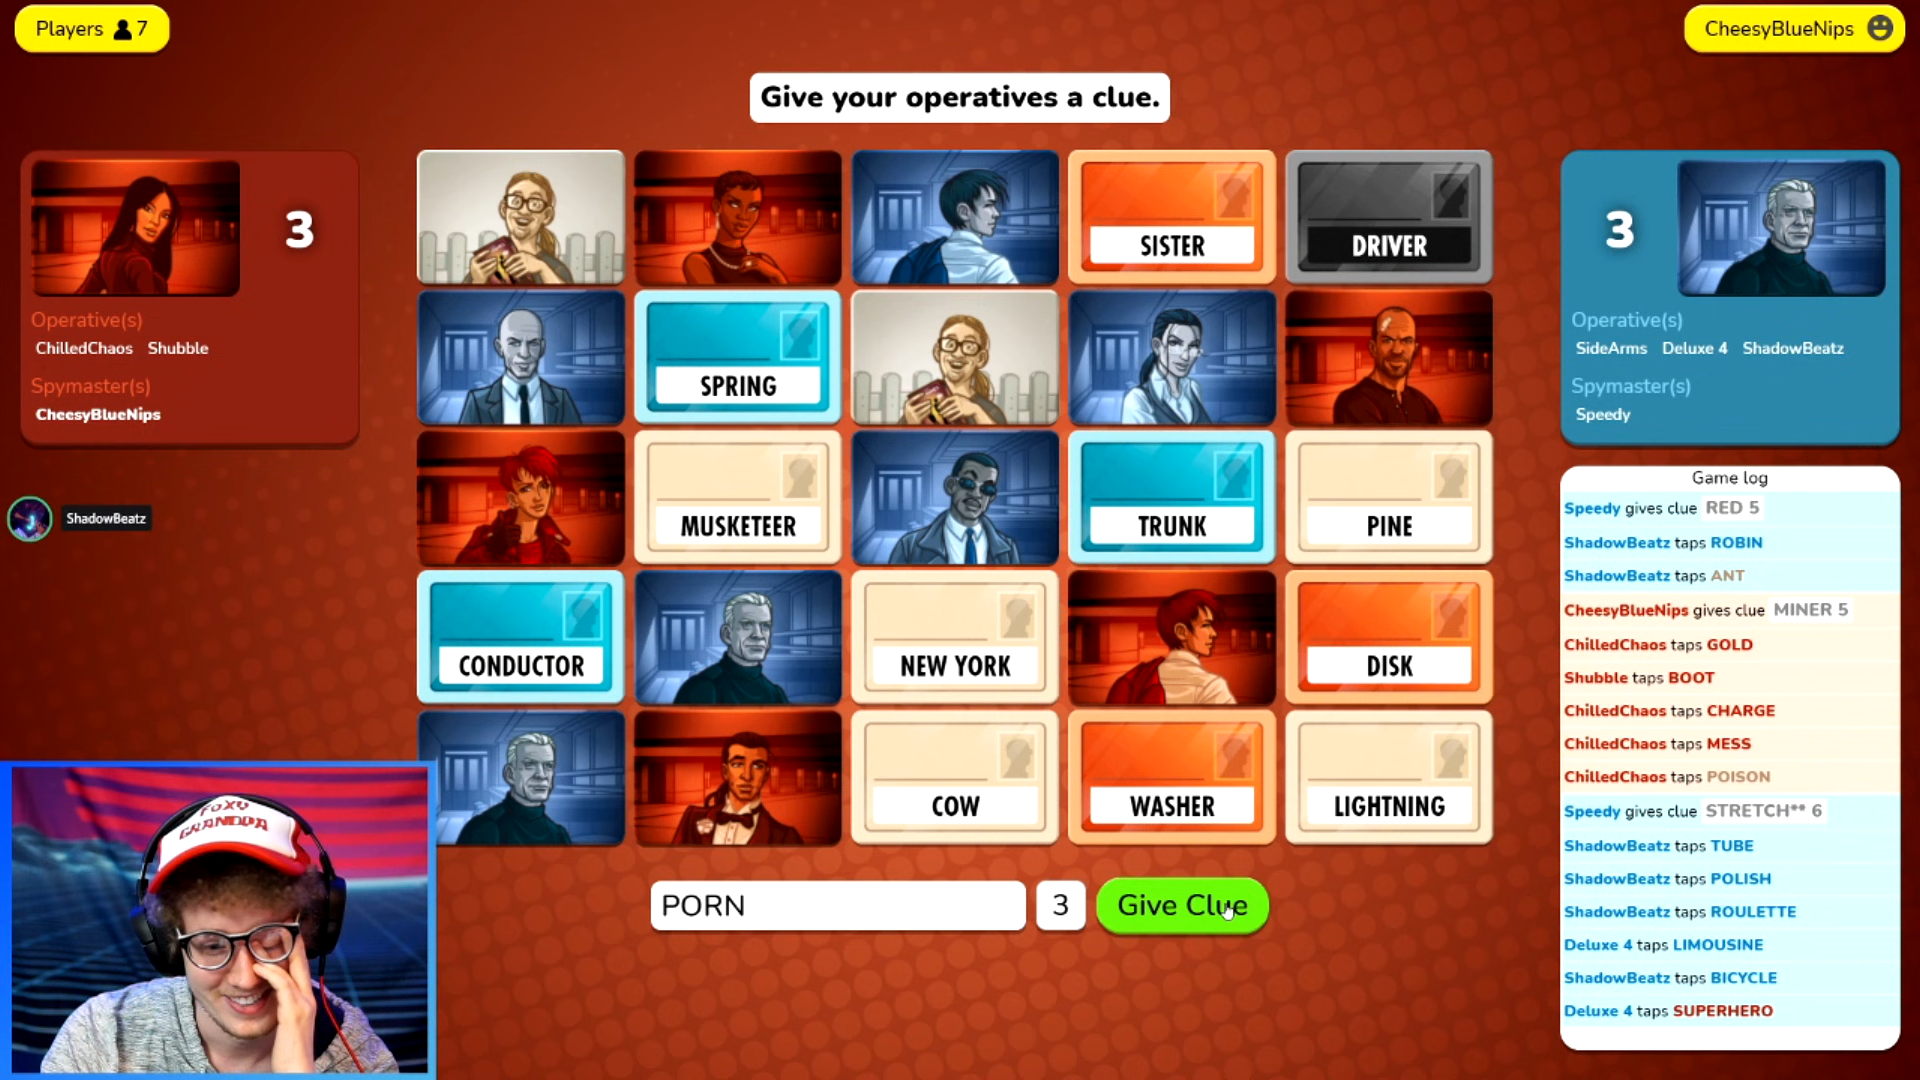 Players 7
CheesyBlueNips
Give your operatives a clue.
3
Operative(s)
ChilledChaos Shubble
Spymaster(s)
CheesyBlueNips
ShadowBeatz
SISTER
DRIVER
SPRING
MUSKETEER
TRUNK
PINE
CONDUCTOR
NEW YORK
DISK
COW
WASHER
LIGHTNING
PORN
3
Give Clue
3
Operative(s)
SideArms Deluxe 4 ShadowBeatz
Spymaster(s)
Speedy
Game log
Speedy gives clue RED 5
ShadowBeatz taps ROBIN
ShadowBeatz taps ANT
CheesyBlueNips gives clue MINER 5
ChilledChaos taps GOLD
Shubble taps BOOT
ChilledChaos taps CHARGE
ChilledChaos taps MESS
ChilledChaos taps POISON
Speedy gives clue STRETCH** 6
ShadowBeatz taps TUBE
ShadowBeatz taps POLISH
ShadowBeatz taps ROULETTE
Deluxe 4 taps LIMOUSINE
ShadowBeatz taps BICYCLE
Deluxe 4 taps SUPERHERO
FOXY
GRANDPA